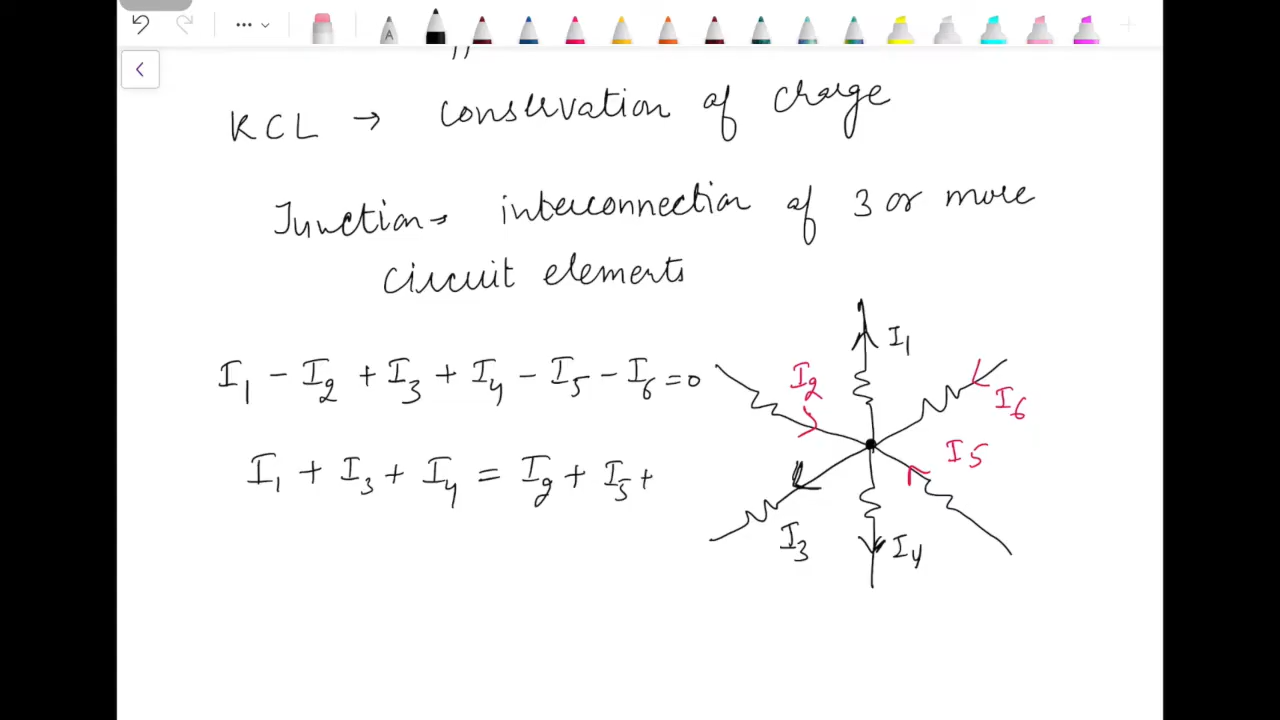 KCL → conservation of charge
Junction → interconnection of 3 or more
circuit elements
I1 - I2 + I3 + I4 - I5 - I6 = 0
I1 + I3 + I4 = I2 + I5 +
I1
I2
I6
I5
I3
I4
A